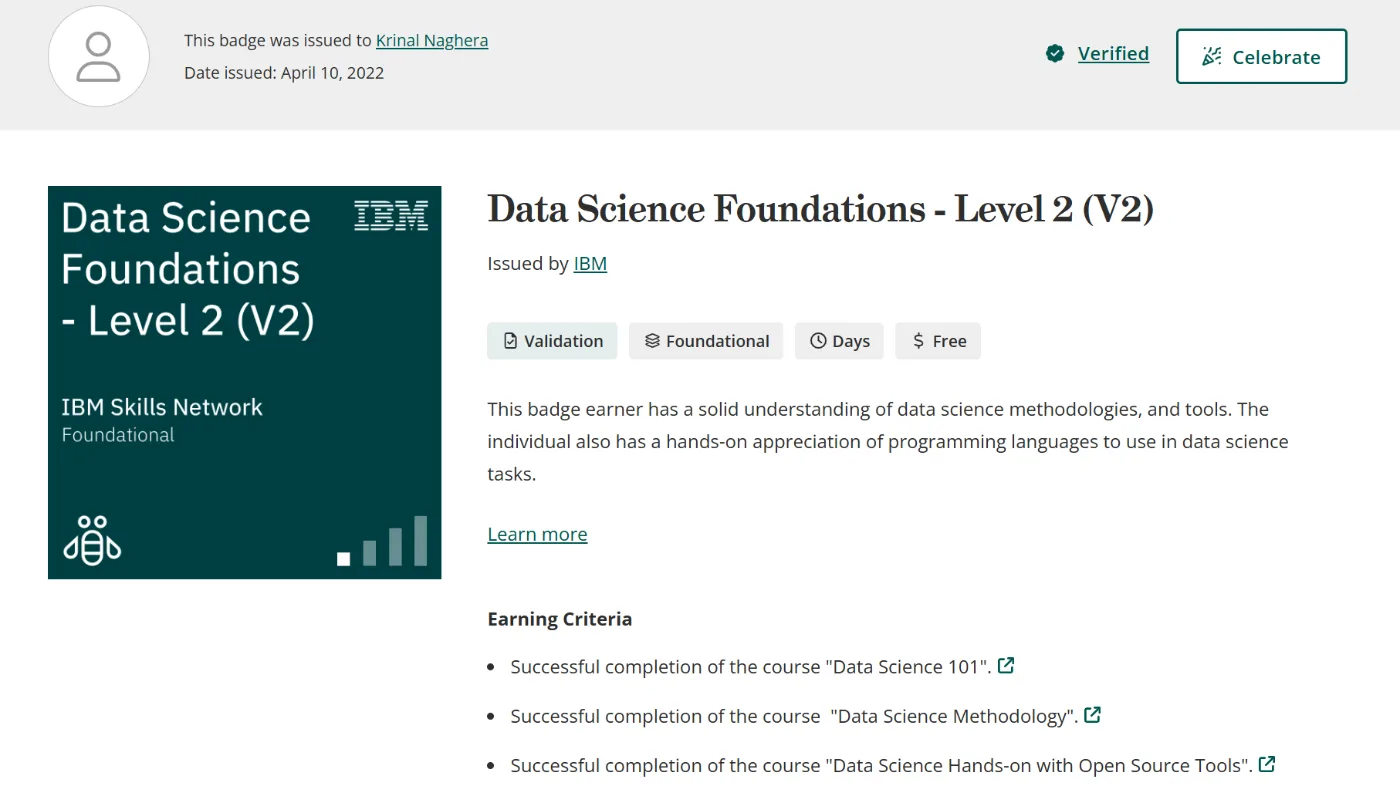 This badge was issued to Krinal Naghera
Date issued: April 10, 2022
Verified
Celebrate
Data Science
Foundations
- Level 2 (V2)
IBM
IBM Skills Network
Foundational
Data Science Foundations - Level 2 (V2)
Issued by IBM
Validation
Foundational
Days
$ Free
This badge earner has a solid understanding of data science methodologies, and tools. The
individual also has a hands-on appreciation of programming languages to use in data science
tasks.
Learn more
Earning Criteria
• Successful completion of the course "Data Science 101".
• Successful completion of the course  "Data Science Methodology".
• Successful completion of the course "Data Science Hands-on with Open Source Tools".